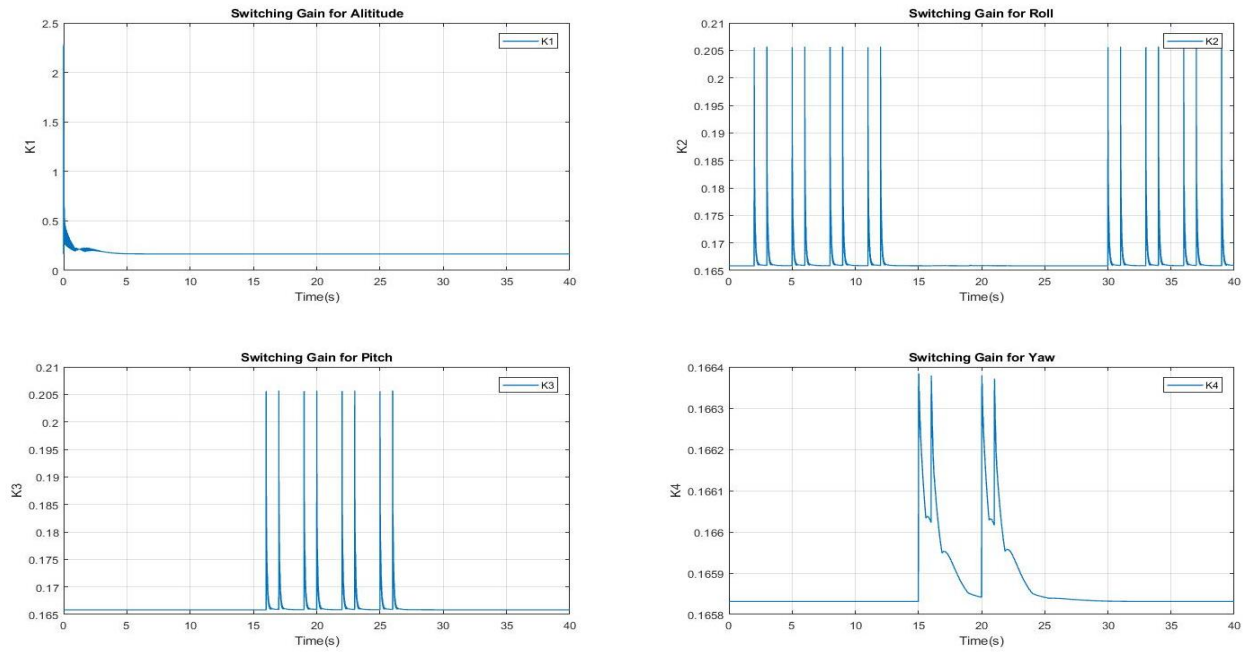 Switching Gain for Alititude
K1
2.5
2
1.5
1
0.5
0
K1
0 5 10 15 20 25 30 35 40
Time(s)
Switching Gain for Roll
K2
0.21
0.205
0.2
0.195
0.19
0.185
0.18
0.175
0.17
0.165
K2
0 5 10 15 20 25 30 35 40
Time(s)
Switching Gain for Pitch
K3
0.21
0.205
0.2
0.195
0.19
0.185
0.18
0.175
0.17
0.165
K3
0 5 10 15 20 25 30 35 40
Time(s)
Switching Gain for Yaw
K4
0.1664
0.1663
0.1662
0.1661
0.166
0.1659
0.1658
K4
0 5 10 15 20 25 30 35 40
Time(s)